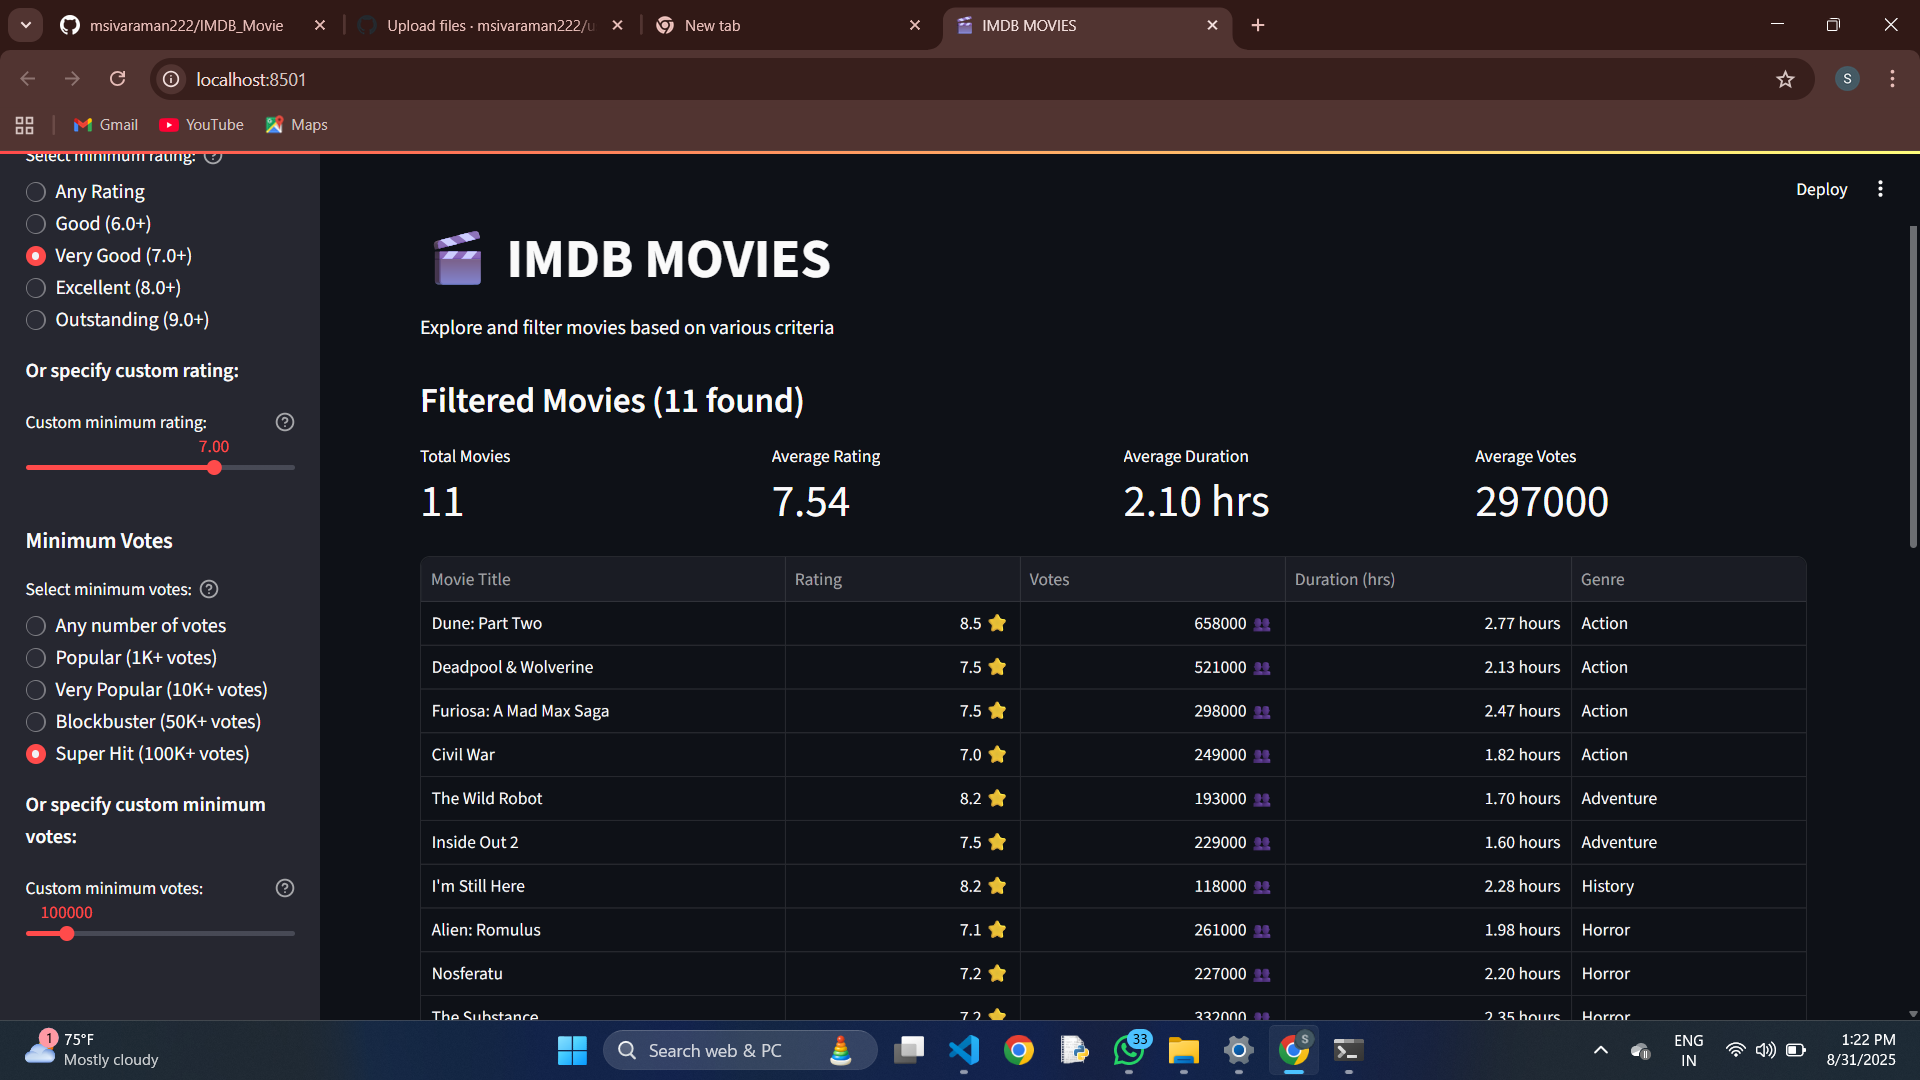 msivaraman222/IMDB_Movie
Upload files · msivaraman222/u
New tab
IMDB MOVIES
localhost:8501
S
Gmail
YouTube
Maps
Select minimum rating:
Any Rating
Good (6.0+)
Very Good (7.0+)
Excellent (8.0+)
Outstanding (9.0+)
Or specify custom rating:
Custom minimum rating:
7.00
Minimum Votes
Select minimum votes:
Any number of votes
Popular (1K+ votes)
Very Popular (10K+ votes)
Blockbuster (50K+ votes)
Super Hit (100K+ votes)
Or specify custom minimum
votes:
Custom minimum votes:
100000
Deploy
IMDB MOVIES
Explore and filter movies based on various criteria
Filtered Movies (11 found)
Total Movies Average Rating Average Duration Average Votes
11 7.54 2.10 hrs 297000
Movie Title Rating Votes Duration (hrs) Genre
Dune: Part Two 8.5 ⭐ 658000 👥 2.77 hours Action
Deadpool & Wolverine 7.5 ⭐ 521000 👥 2.13 hours Action
Furiosa: A Mad Max Saga 7.5 ⭐ 298000 👥 2.47 hours Action
Civil War 7.0 ⭐ 249000 👥 1.82 hours Action
The Wild Robot 8.2 ⭐ 193000 👥 1.70 hours Adventure
Inside Out 2 7.5 ⭐ 229000 👥 1.60 hours Adventure
I'm Still Here 8.2 ⭐ 118000 👥 2.28 hours History
Alien: Romulus 7.1 ⭐ 261000 👥 1.98 hours Horror
Nosferatu 7.2 ⭐ 227000 👥 2.20 hours Horror
The Substance 7.2 ⭐ 332000 👥 2.35 hours Horror
1
75°F
Mostly cloudy
Search web & PC
33
S
ENG
IN
1:22 PM
8/31/2025